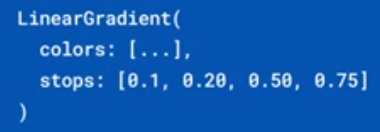 LinearGradient(
colors: [...],
stops: [0.1, 0.20, 0.50, 0.75]
)